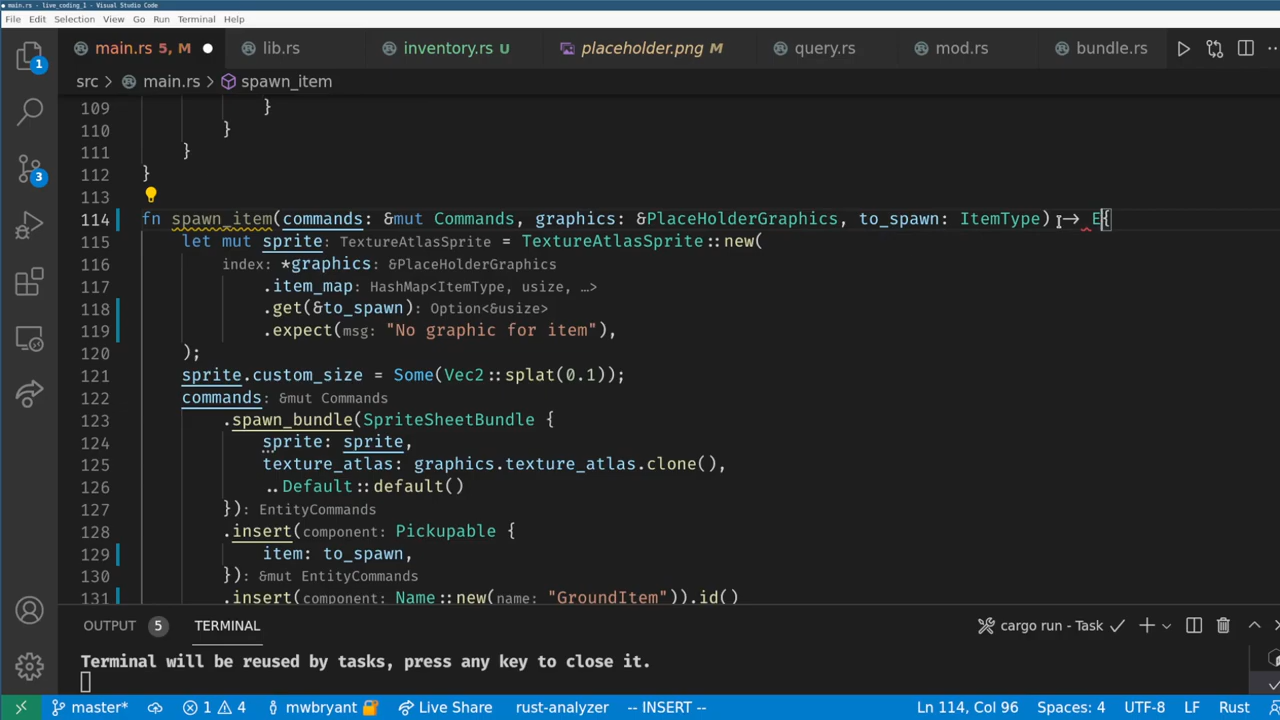 main.rs - live_coding_1 - Visual Studio Code
File Edit Selection View Go Run Terminal Help
main.rs 5, M lib.rs inventory.rs U placeholder.png M query.rs mod.rs bundle.rs
1
src > main.rs > spawn_item
109 }
110 }
111 }
112 }
113
114 fn spawn_item(commands: &mut Commands, graphics: &PlaceHolderGraphics, to_spawn: ItemType) -> E{
115 let mut sprite: TextureAtlasSprite = TextureAtlasSprite::new(
116 index: *graphics: &PlaceHolderGraphics
117 .item_map: HashMap<ItemType, usize, …>
118 .get(&to_spawn): Option<&usize>
119 .expect(msg: "No graphic for item"),
120 );
121 sprite.custom_size = Some(Vec2::splat(0.1));
122 commands: &mut Commands
123 .spawn_bundle(SpriteSheetBundle {
124 sprite: sprite,
125 texture_atlas: graphics.texture_atlas.clone(),
126 ..Default::default()
127 }): EntityCommands
128 .insert(component: Pickupable {
129 item: to_spawn,
130 }): &mut EntityCommands
131 .insert(component: Name::new(name: "GroundItem")).id()
3
OUTPUT 5 TERMINAL cargo run - Task
Terminal will be reused by tasks, press any key to close it.
master* 1 4 mwbryant Live Share rust-analyzer -- INSERT -- Ln 114, Col 96 Spaces: 4 UTF-8 LF Rust